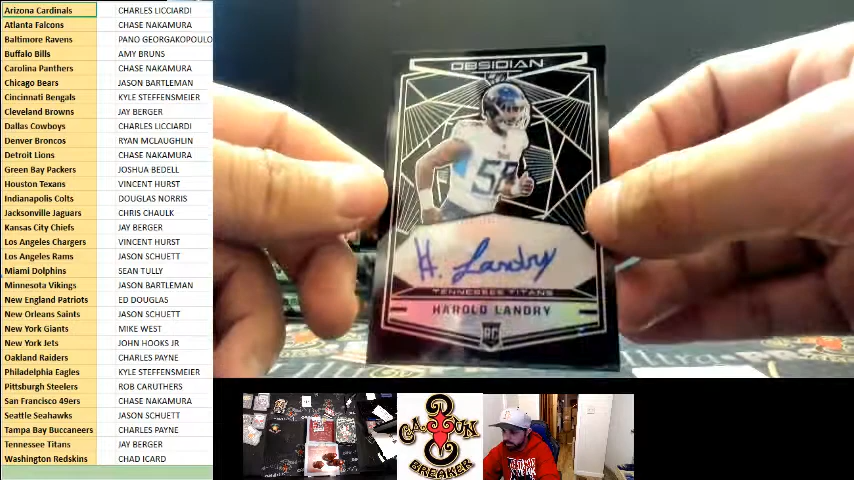 Arizona Cardinals CHARLES LICCIARDI
Atlanta Falcons CHASE NAKAMURA
Baltimore Ravens PANO GEORGAKOPOULO
Buffalo Bills AMY BRUNS
Carolina Panthers CHASE NAKAMURA
Chicago Bears JASON BARTLEMAN
Cincinnati Bengals KYLE STEFFENSMEIER
Cleveland Browns JAY BERGER
Dallas Cowboys CHARLES LICCIARDI
Denver Broncos RYAN MCLAUGHLIN
Detroit Lions CHASE NAKAMURA
Green Bay Packers JOSHUA BEDELL
Houston Texans VINCENT HURST
Indianapolis Colts DOUGLAS NORRIS
Jacksonville Jaguars CHRIS CHAULK
Kansas City Chiefs JAY BERGER
Los Angeles Chargers VINCENT HURST
Los Angeles Rams JASON SCHUETT
Miami Dolphins SEAN TULLY
Minnesota Vikings JASON BARTLEMAN
New England Patriots ED DOUGLAS
New Orleans Saints JASON SCHUETT
New York Giants MIKE WEST
New York Jets JOHN HOOKS JR
Oakland Raiders CHARLES PAYNE
Philadelphia Eagles KYLE STEFFENSMEIER
Pittsburgh Steelers ROB CARUTHERS
San Francisco 49ers CHASE NAKAMURA
Seattle Seahawks JASON SCHUETT
Tampa Bay Buccaneers CHARLES PAYNE
Tennessee Titans JAY BERGER
Washington Redskins CHAD ICARD
OBSIDIAN
58
H. Landry
TENNESSEE TITANS
HAROLD LANDRY
RC
BREAKER